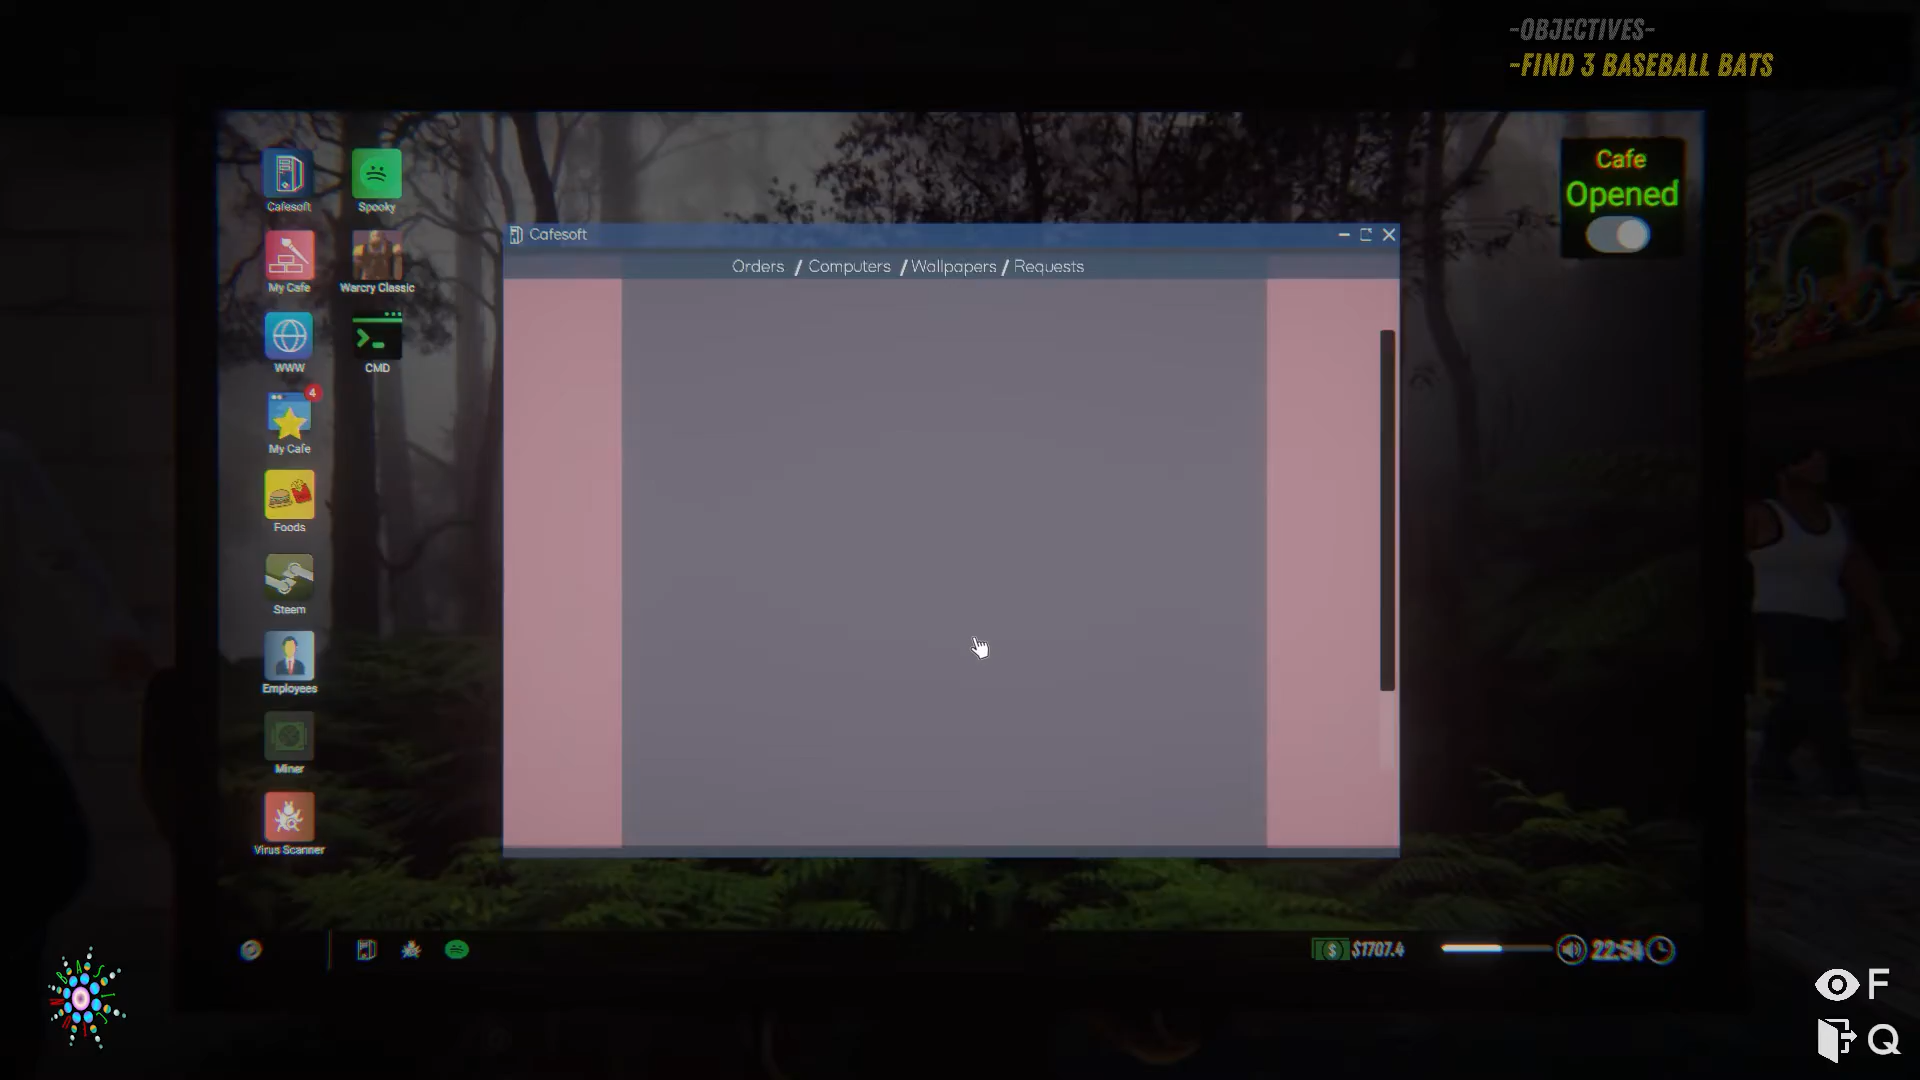 -OBJECTIVES-
-FIND 3 BASEBALL BATS
Cafe
Opened
Cafesoft
Spooky
My Cafe
Warcry Classic
WWW
CMD
4
My Cafe
Foods
Steem
Employees
Miner
Virus Scanner
Cafesoft
Orders / Computers / Wallpapers / Requests
$1707.4
22:54
F
Q